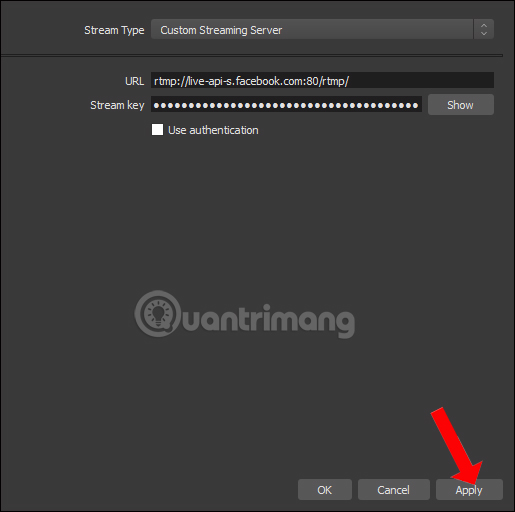 Stream Type Custom Streaming Server
URL rtmp://live-api-s.facebook.com:80/rtmp/
Stream key ●●●●●●●●●●●●●●●●●●●●●●●●●●●●●●●●●●●●●● Show
Use authentication
Quantrimang
OK Cancel Apply